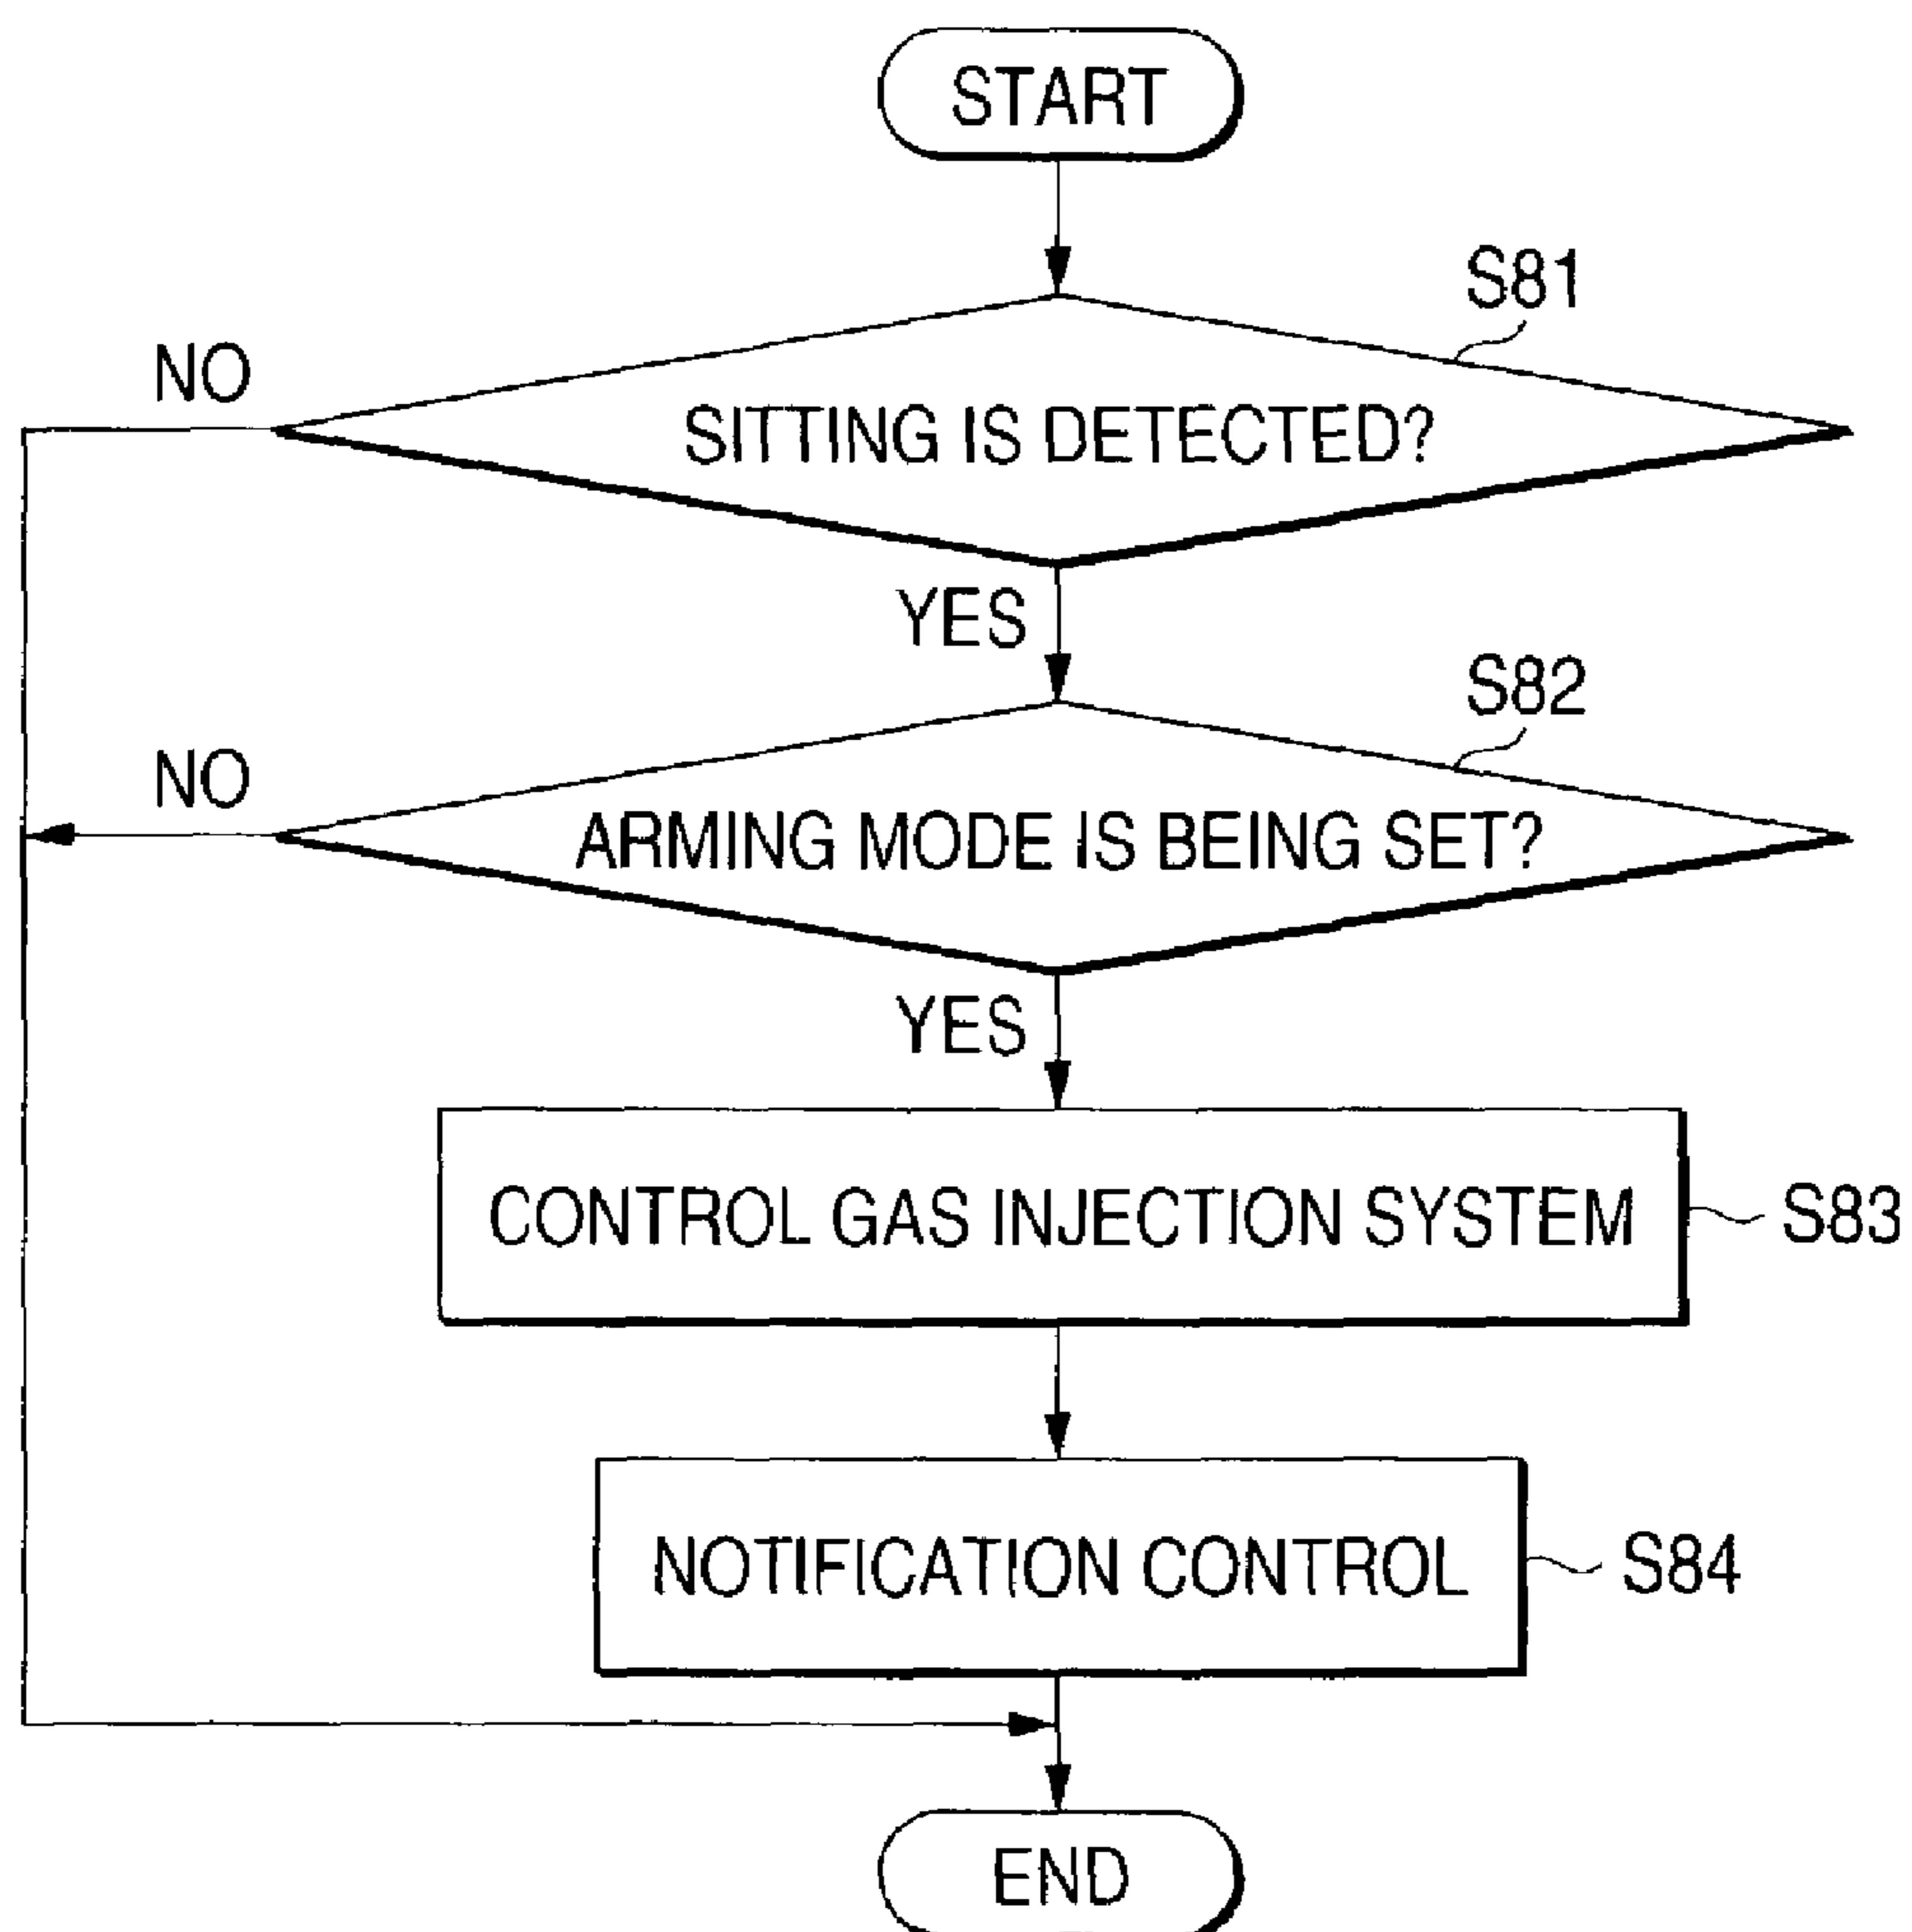 START
S81
NO
SITTING IS DETECTED?
YES
S82
NO
ARMING MODE IS BEING SET?
YES
CONTROL GAS INJECTION SYSTEM
S83
NOTIFICATION CONTROL
S84
END